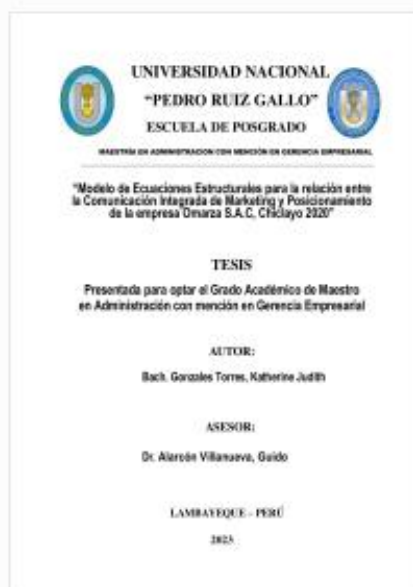 UNIVERSIDAD NACIONAL
“PEDRO RUIZ GALLO”
ESCUELA DE POSGRADO
MAESTRÍA EN ADMINISTRACIÓN CON MENCIÓN EN GERENCIA EMPRESARIAL
“Modelo de Ecuaciones Estructurales para la relación entre
la Comunicación Integrada de Marketing y Posicionamiento
de la empresa Omarza S.A.C, Chiclayo 2020”
TESIS
Presentada para optar el Grado Académico de Maestro
en Administración con mención en Gerencia Empresarial
AUTOR:
Bach. Gonzales Torres, Katherine Judith
ASESOR:
Dr. Alarcón Villanueva, Guido
LAMBAYEQUE – PERÚ
2023